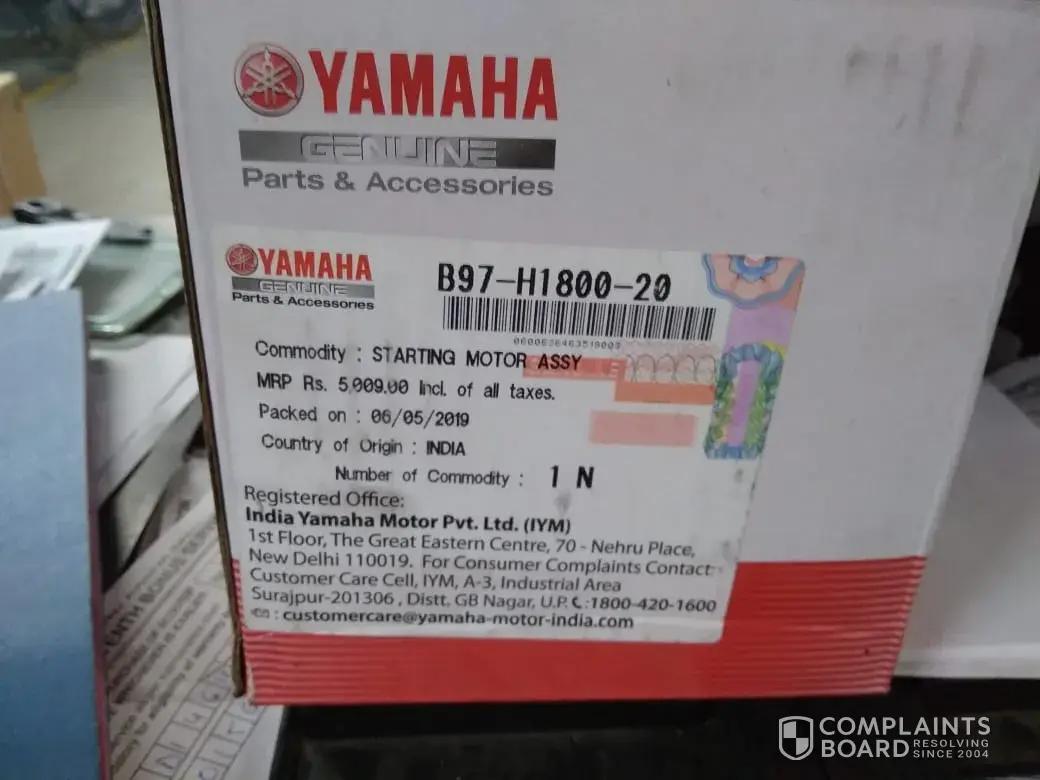 YAMAHA
GENUINE
Parts & Accessories
YAMAHA
GENUINE
Parts & Accessories
B97-H1800-20
Commodity : STARTING MOTOR ASSY
MRP Rs. 5,009.00 Incl. of all taxes.
Packed on : 06/05/2019
Country of Origin : INDIA
Number of Commodity : 1 N
Registered Office:
India Yamaha Motor Pvt. Ltd. (IYM)
1st Floor, The Great Eastern Centre, 70 - Nehru Place,
New Delhi 110019. For Consumer Complaints Contact:
Customer Care Cell, IYM, A-3, Industrial Area
Surajpur-201306, Distt. GB Nagar, U.P. :1800-420-1600
: customercare@yamaha-motor-india.com
COMPLAINTS
BOARD RESOLVING
SINCE 2004